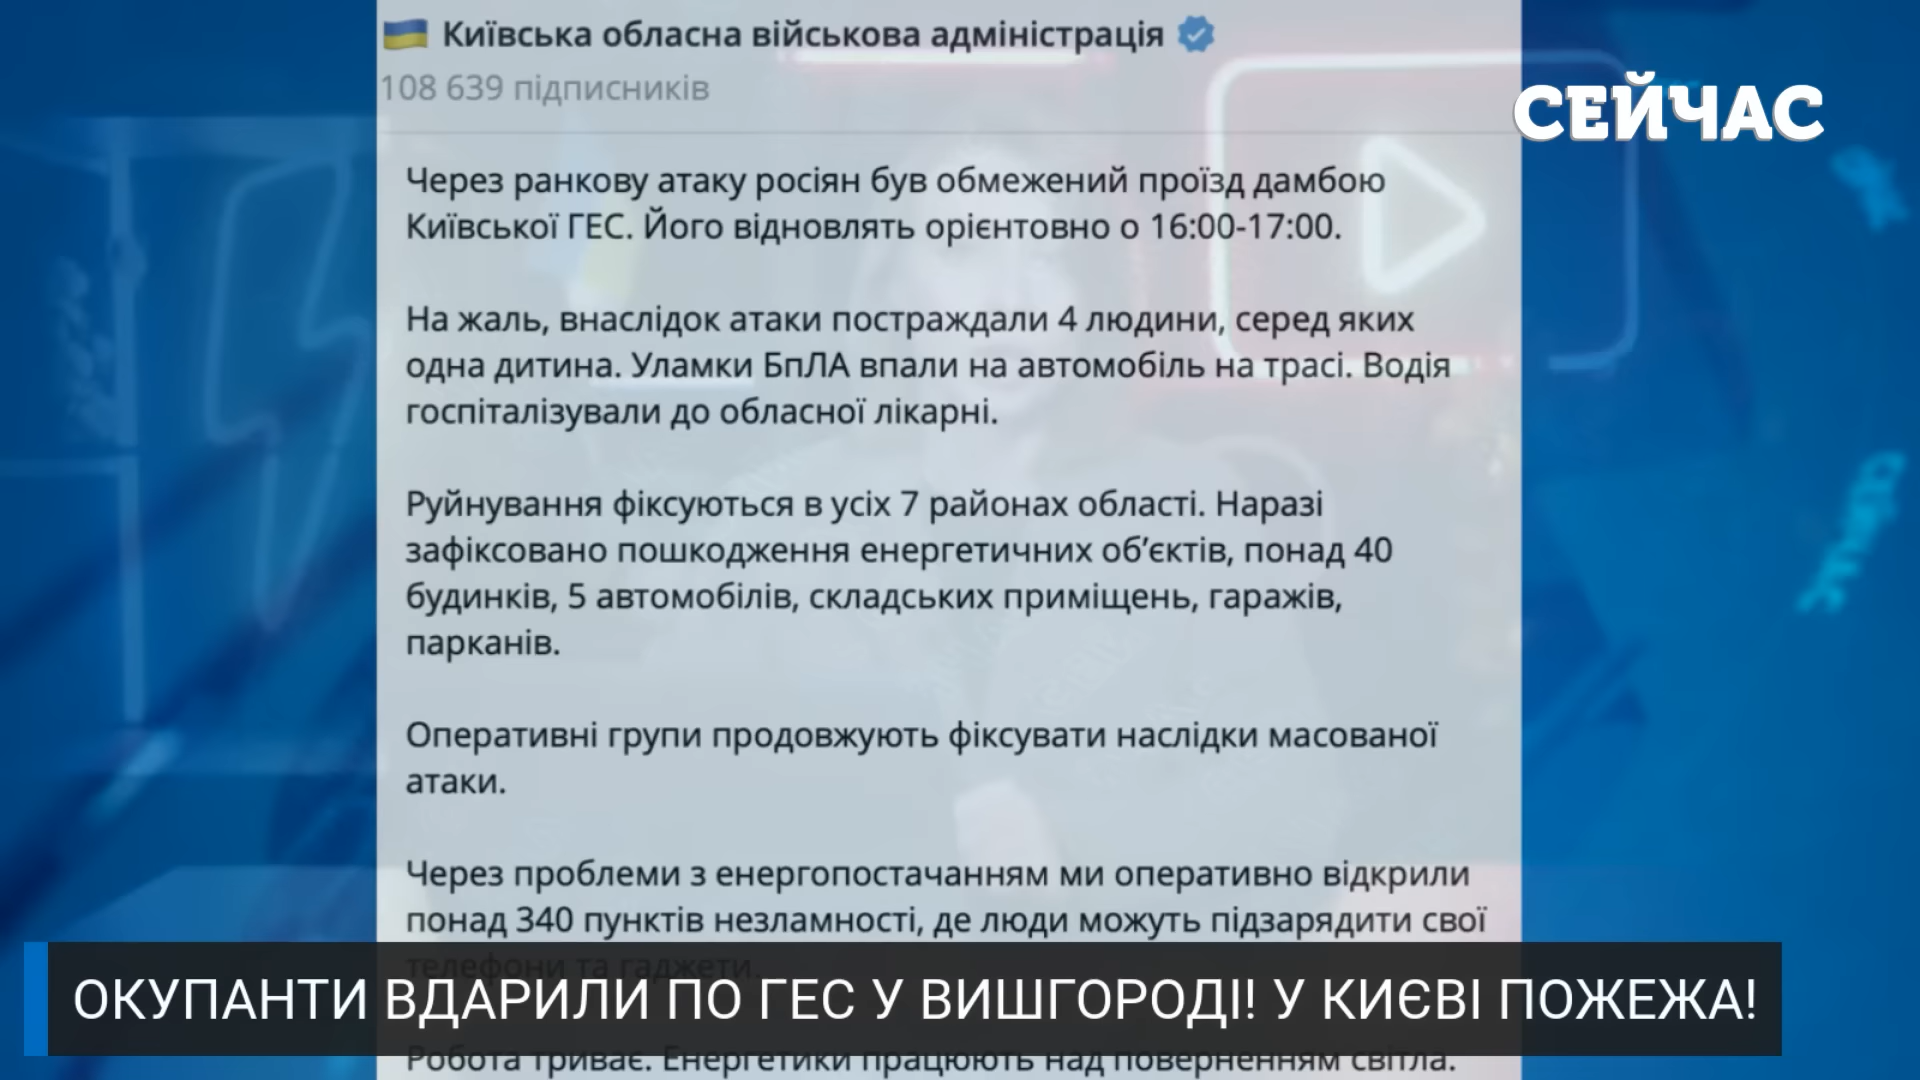 Київська обласна військова адміністрація
108 639 підписників
СЕЙЧАС
Через ранкову атаку росіян був обмежений проїзд дамбою
Київської ГЕС. Його відновлять орієнтовно о 16:00-17:00.
На жаль, внаслідок атаки постраждали 4 людини, серед яких
одна дитина. Уламки БпЛА впали на автомобіль на трасі. Водія
госпіталізували до обласної лікарні.
Руйнування фіксуються в усіх 7 районах області. Наразі
зафіксовано пошкодження енергетичних об’єктів, понад 40
будинків, 5 автомобілів, складських приміщень, гаражів,
парканів.
Оперативні групи продовжують фіксувати наслідки масованої
атаки.
Через проблеми з енергопостачанням ми оперативно відкрили
понад 340 пунктів незламності, де люди можуть підзарядити свої
телефони та гаджети.
ОКУПАНТИ ВДАРИЛИ ПО ГЕС У ВИШГОРОДІ! У КИЄВІ ПОЖЕЖА!
Робота триває. Енергетики працюють над поверненням світла.